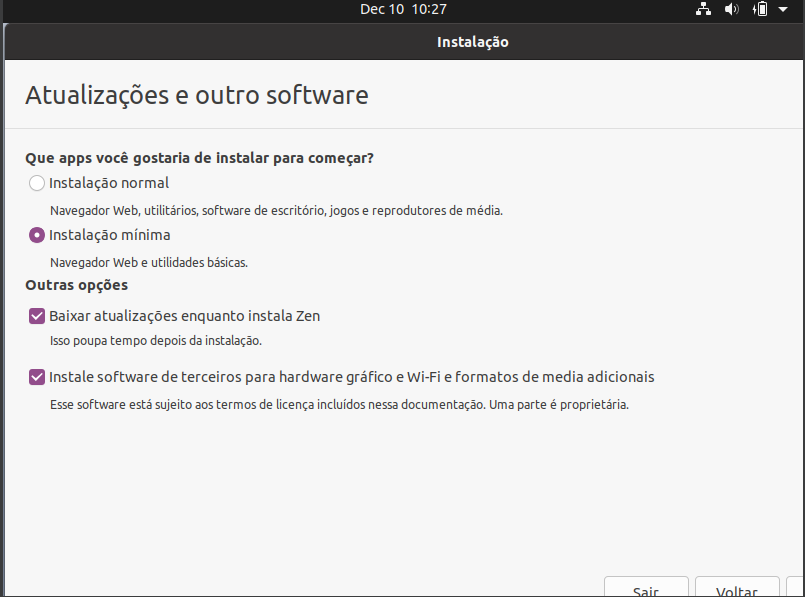 Dec 10 10:27
Instalação
Atualizações e outro software
Que apps você gostaria de instalar para começar?
Instalação normal
Navegador Web, utilitários, software de escritório, jogos e reprodutores de média.
Instalação mínima
Navegador Web e utilidades básicas.
Outras opções
Baixar atualizações enquanto instala Zen
Isso poupa tempo depois da instalação.
Instale software de terceiros para hardware gráfico e Wi-Fi e formatos de media adicionais
Esse software está sujeito aos termos de licença incluídos nessa documentação. Uma parte é proprietária.
Sair Voltar